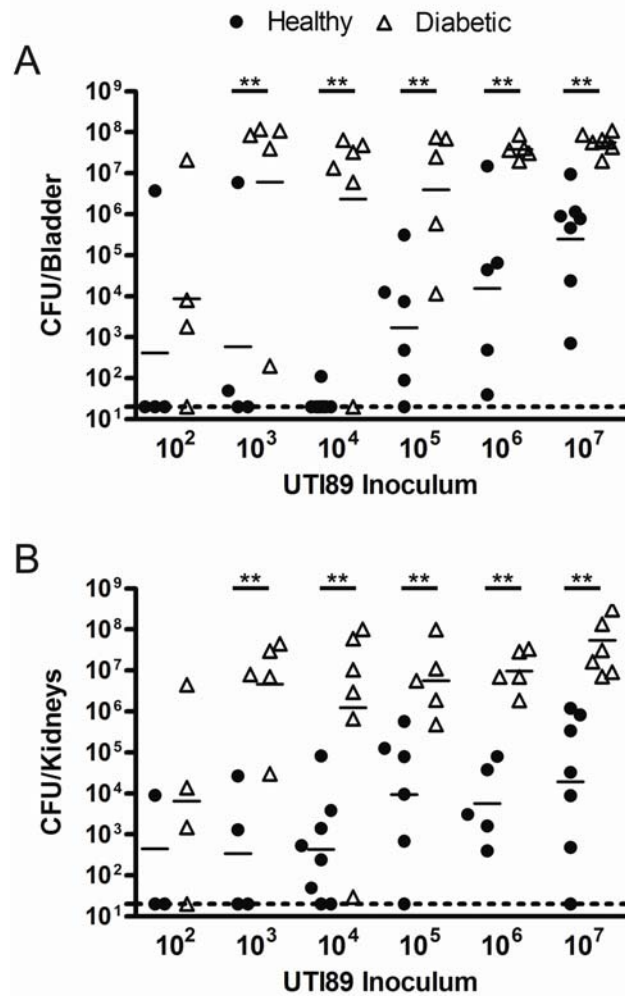 ● Healthy △ Diabetic
A
** ** ** ** **
10⁹
10⁸
10⁷
10⁶
10⁵
10⁴
10³
10²
10¹
CFU/Bladder
10² 10³ 10⁴ 10⁵ 10⁶ 10⁷
UTI89 Inoculum
B
** ** ** ** **
10⁹
10⁸
10⁷
10⁶
10⁵
10⁴
10³
10²
10¹
CFU/Kidneys
10² 10³ 10⁴ 10⁵ 10⁶ 10⁷
UTI89 Inoculum